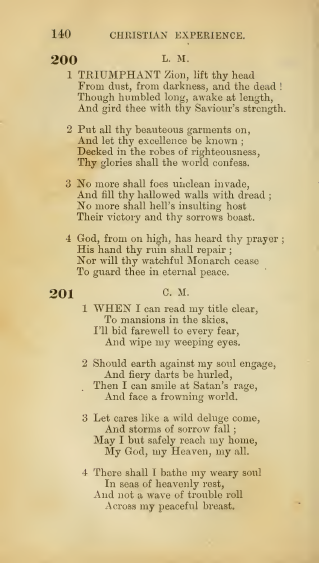 140 CHRISTIAN EXPERIENCE.
200 L. M.
1 TRIUMPHANT Zion, lift thy head
From dust, from darkness, and the dead !
Though humbled long, awake at length,
And gird thee with thy Saviour's strength.
2 Put all thy beauteous garments on,
And let thy excellence be known ;
Decked in the robes of righteousness,
Thy glories shall the world confess.
3 No more shall foes unclean invade,
And fill thy hallowed walls with dread ;
No more shall hell's insulting host
Their victory and thy sorrows boast.
4 God, from on high, has heard thy prayer ;
His hand thy ruin shall repair ;
Nor will thy watchful Monarch cease
To guard thee in eternal peace.
201 C. M.
1 WHEN I can read my title clear,
To mansions in the skies,
I'll bid farewell to every fear,
And wipe my weeping eyes.
2 Should earth against my soul engage,
And fiery darts be hurled,
Then I can smile at Satan's rage,
And face a frowning world.
3 Let cares like a wild deluge come,
And storms of sorrow fall ;
May I but safely reach my home,
My God, my Heaven, my all.
4 There shall I bathe my weary soul
In seas of heavenly rest,
And not a wave of trouble roll
Across my peaceful breast.